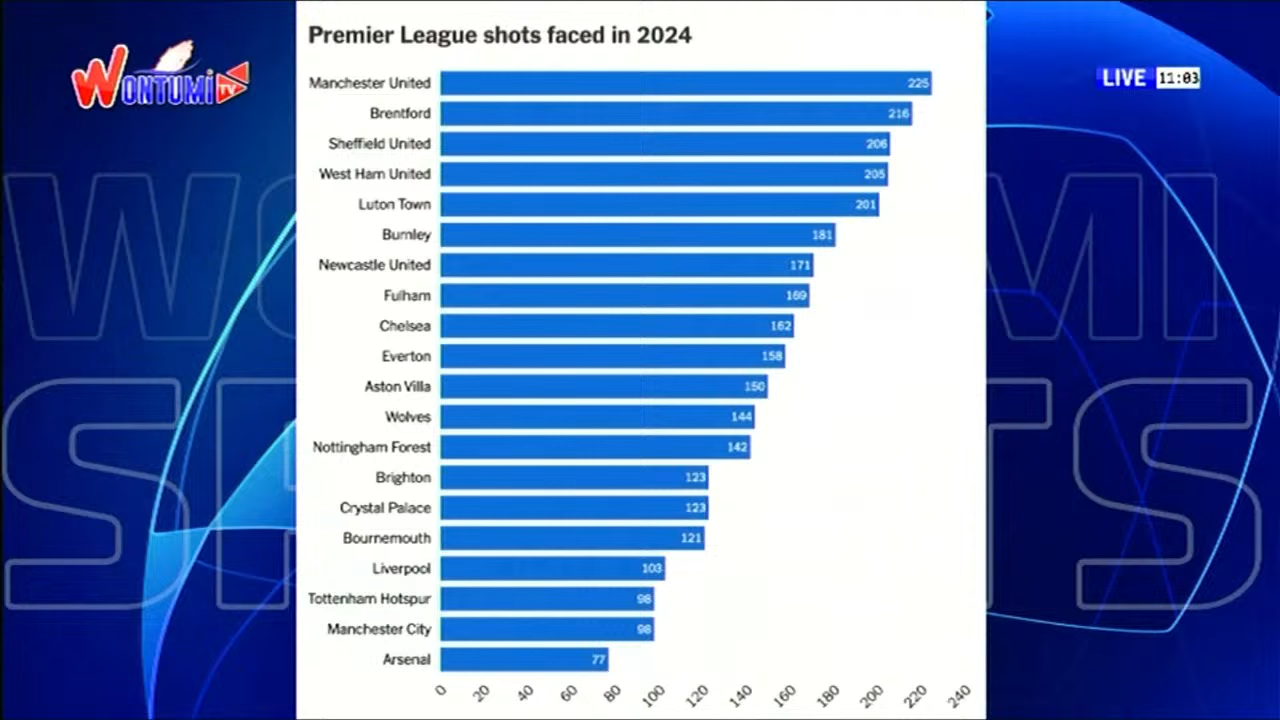 Premier League shots faced in 2024
WONTUMI TV
LIVE 11:03
Manchester United 225
Brentford 216
Sheffield United 206
West Ham United 205
Luton Town 201
Burnley 181
Newcastle United 171
Fulham 169
Chelsea 162
Everton 158
Aston Villa 150
Wolves 144
Nottingham Forest 142
Brighton 123
Crystal Palace 123
Bournemouth 121
Liverpool 103
Tottenham Hotspur 98
Manchester City 98
Arsenal 77
0 20 40 60 80 100 120 140 160 180 200 220 240